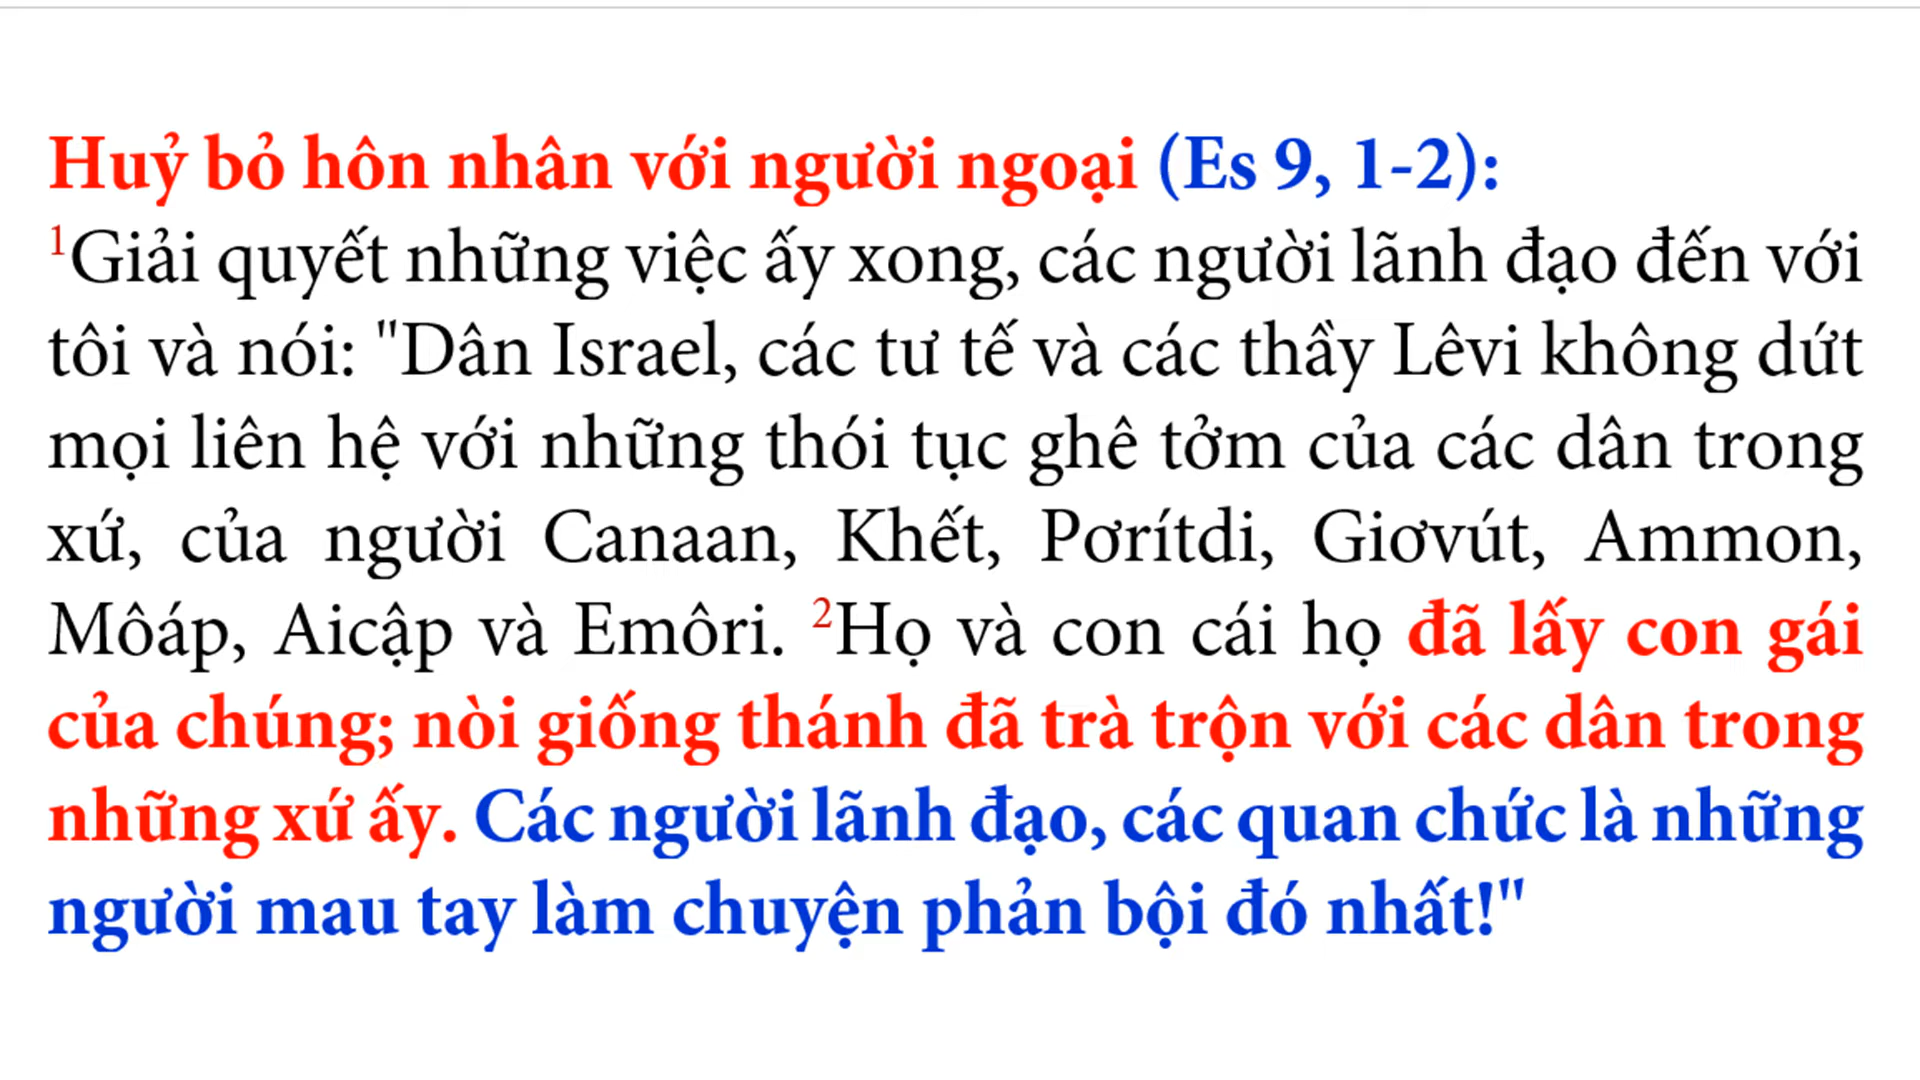 Huỷ bỏ hôn nhân với người ngoại (Es 9, 1-2):
1Giải quyết những việc ấy xong, các người lãnh đạo đến với
tôi và nói: "Dân Israel, các tư tế và các thầy Lêvi không dứt
mọi liên hệ với những thói tục ghê tởm của các dân trong
xứ, của người Canaan, Khết, Pơrítdi, Giơvút, Ammon,
Môáp, Aicập và Emôri. 2Họ và con cái họ đã lấy con gái
của chúng; nòi giống thánh đã trà trộn với các dân trong
những xứ ấy. Các người lãnh đạo, các quan chức là những
người mau tay làm chuyện phản bội đó nhất!"